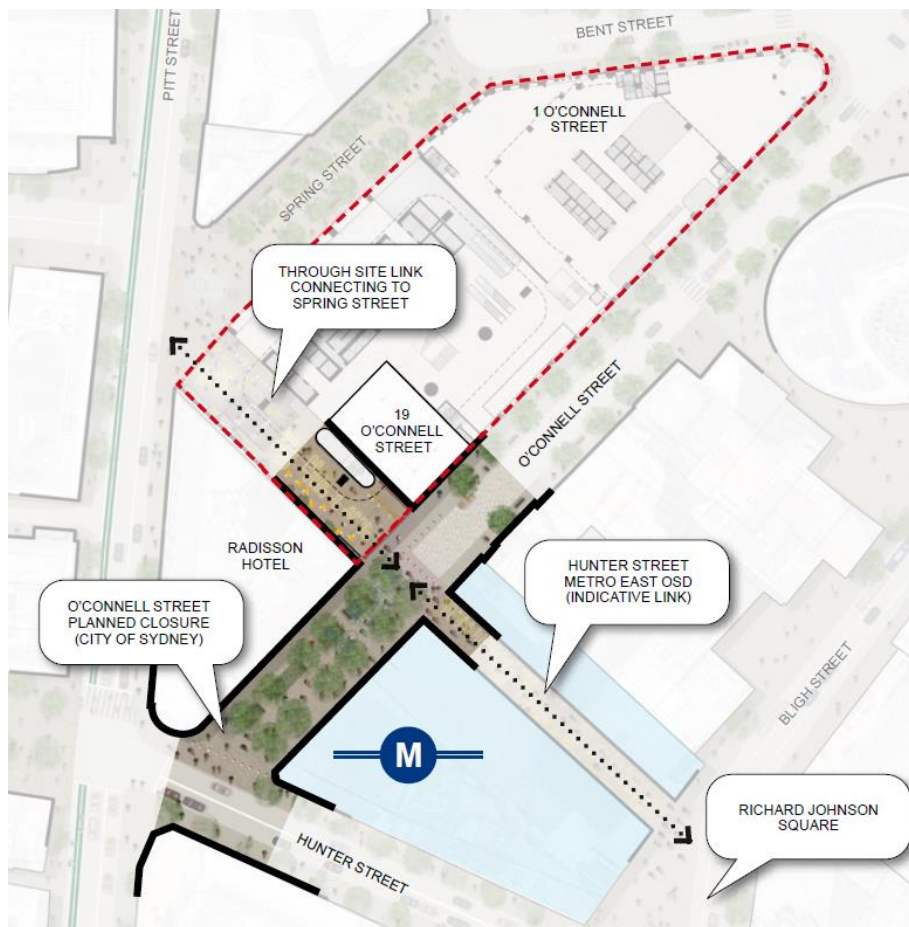 BENT STREET
PITT STREET
1 O'CONNELL
STREET
SPRING STREET
THROUGH SITE LINK
CONNECTING TO
SPRING STREET
19
O'CONNELL
STREET
O'CONNELL STREET
RADISSON
HOTEL
HUNTER STREET
METRO EAST OSD
(INDICATIVE LINK)
O'CONNELL STREET
PLANNED CLOSURE
(CITY OF SYDNEY)
BLIGH STREET
M
RICHARD JOHNSON
SQUARE
HUNTER STREET